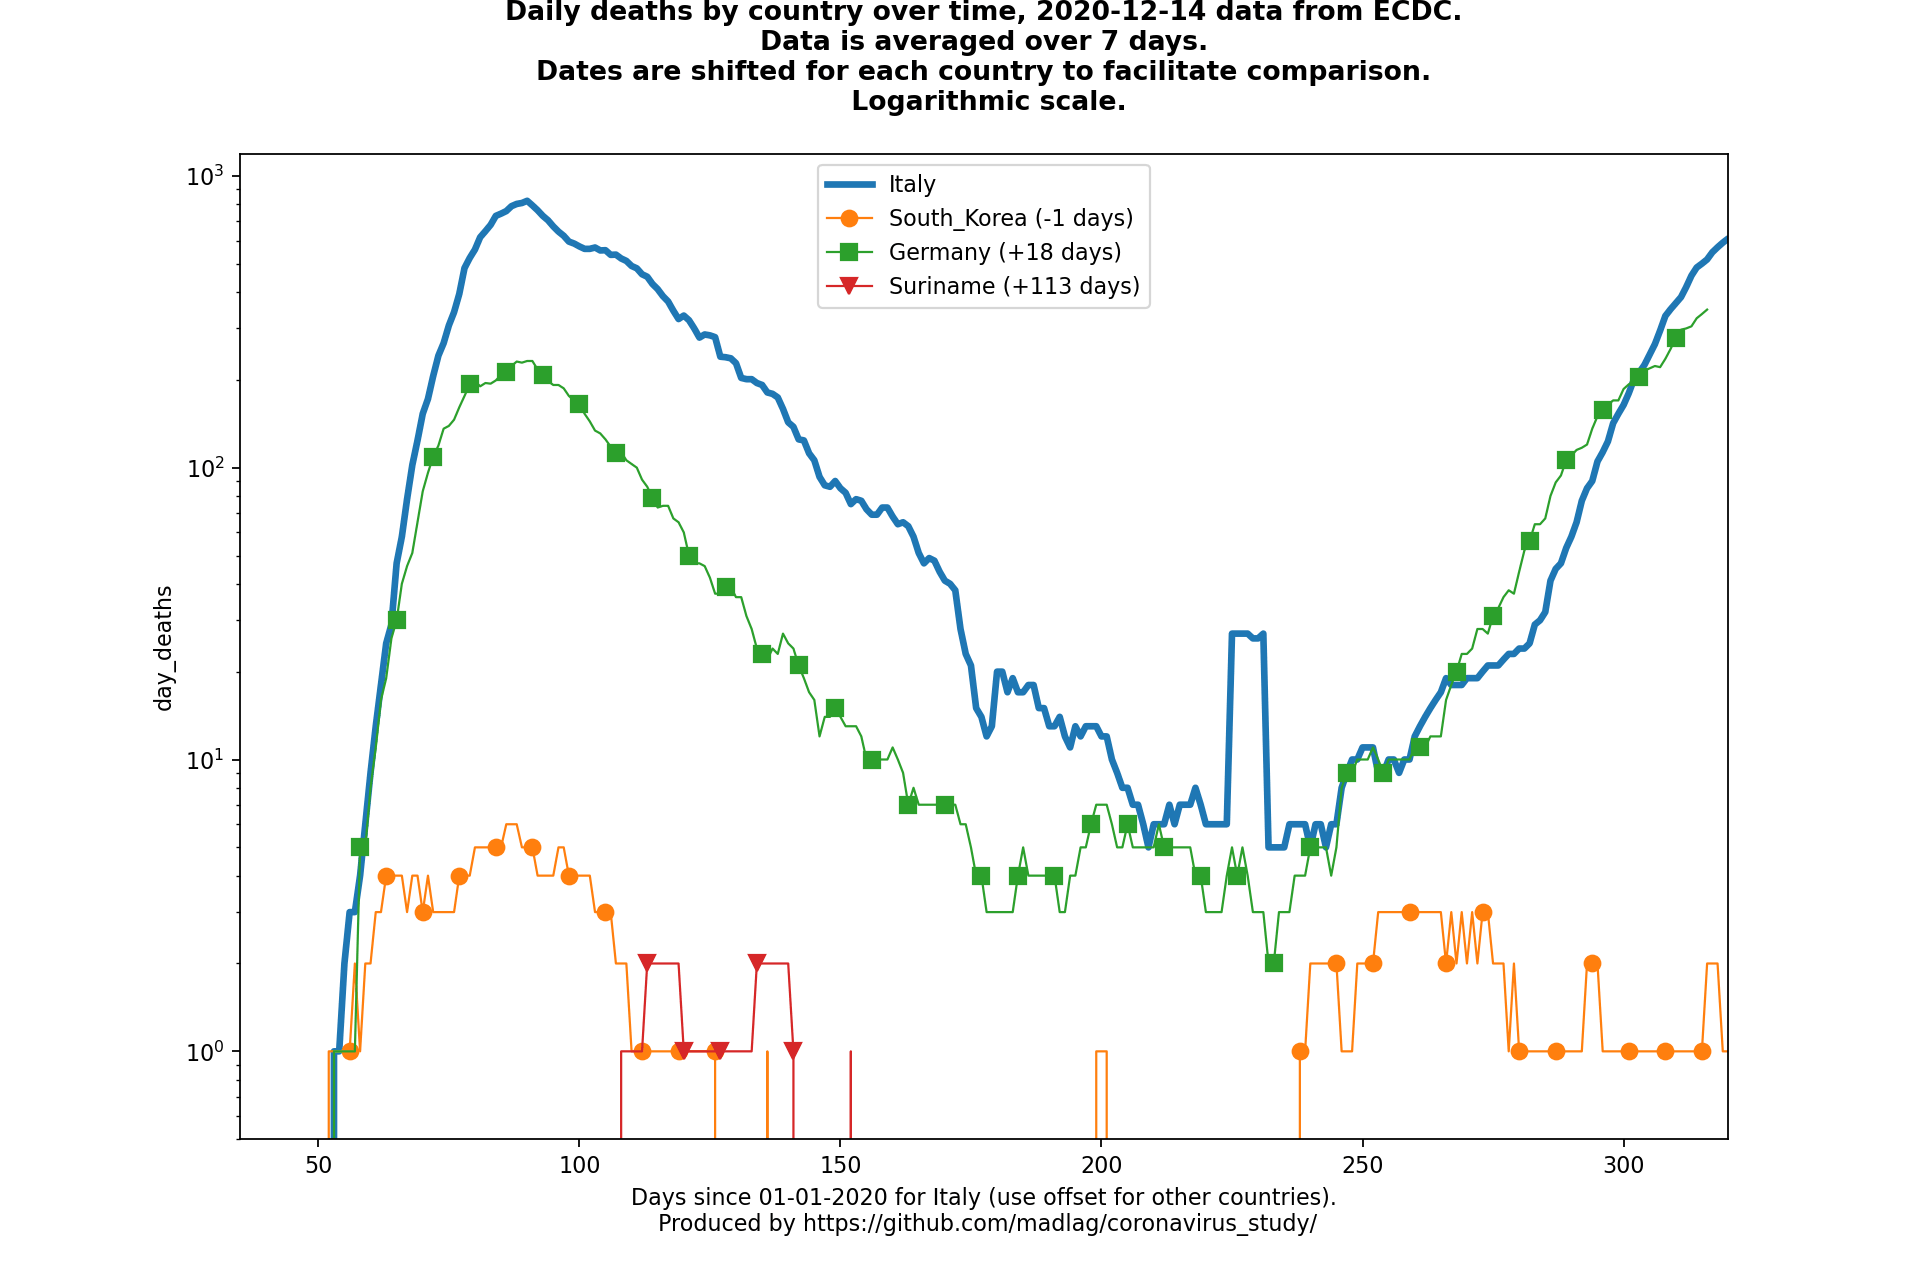 Daily deaths by country over time, 2020-12-14 data from ECDC.
Data is averaged over 7 days.
Dates are shifted for each country to facilitate comparison.
Logarithmic scale.
10³
Italy
South_Korea (-1 days)
Germany (+18 days)
Suriname (+113 days)
10²
day_deaths
10¹
10⁰
50 100 150 200 250 300
Days since 01-01-2020 for Italy (use offset for other countries).
Produced by https://github.com/madlag/coronavirus_study/